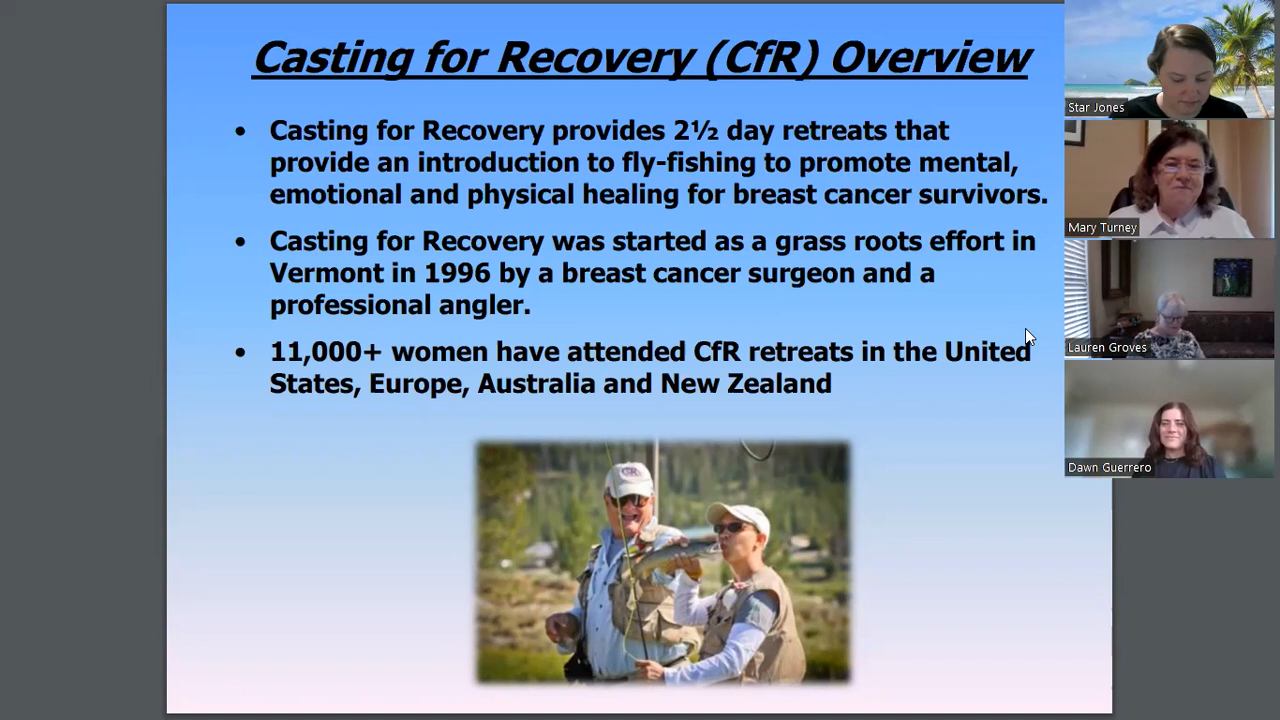 Casting for Recovery (CfR) Overview
• Casting for Recovery provides 2½ day retreats that
provide an introduction to fly-fishing to promote mental,
emotional and physical healing for breast cancer survivors.
• Casting for Recovery was started as a grass roots effort in
Vermont in 1996 by a breast cancer surgeon and a
professional angler.
• 11,000+ women have attended CfR retreats in the United
States, Europe, Australia and New Zealand
Star Jones
Mary Turney
Lauren Groves
Dawn Guerrero